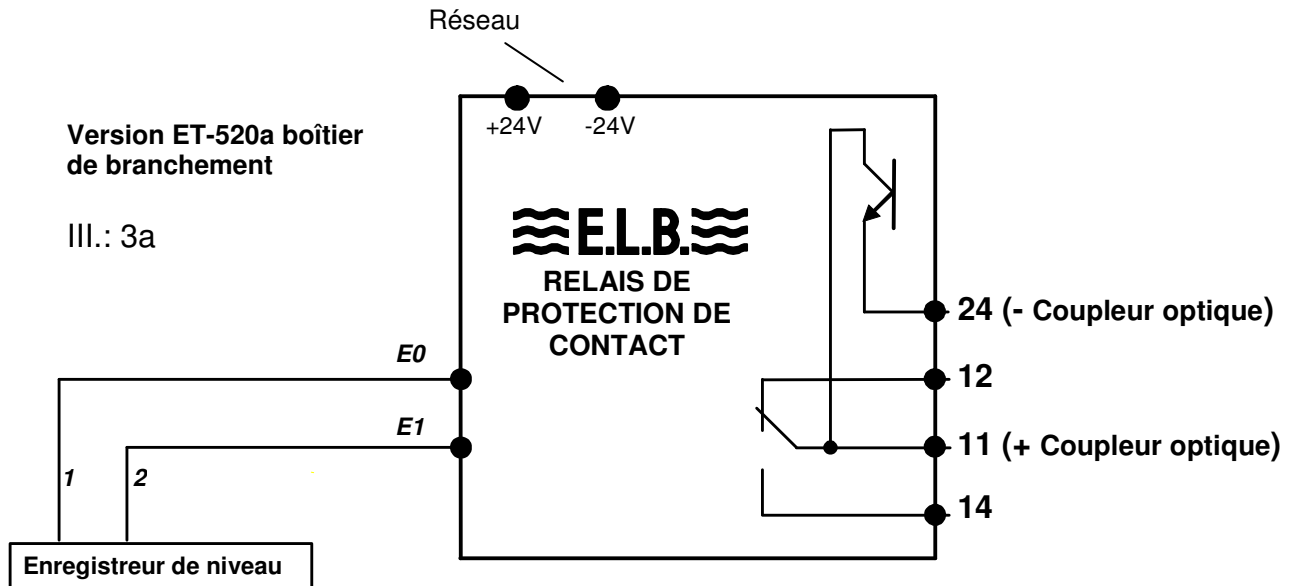 Réseau
+24V -24V
Version ET-520a boîtier
de branchement
III.: 3a
E.L.B.
RELAIS DE
PROTECTION DE
CONTACT
24 (- Coupleur optique)
E0
12
E1
11 (+ Coupleur optique)
1 2
14
Enregistreur de niveau